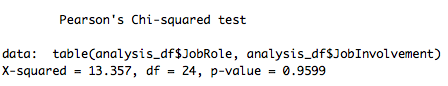 Pearson's Chi-squared test
data:  table(analysis_df$JobRole, analysis_df$JobInvolvement)
X-squared = 13.357, df = 24, p-value = 0.9599